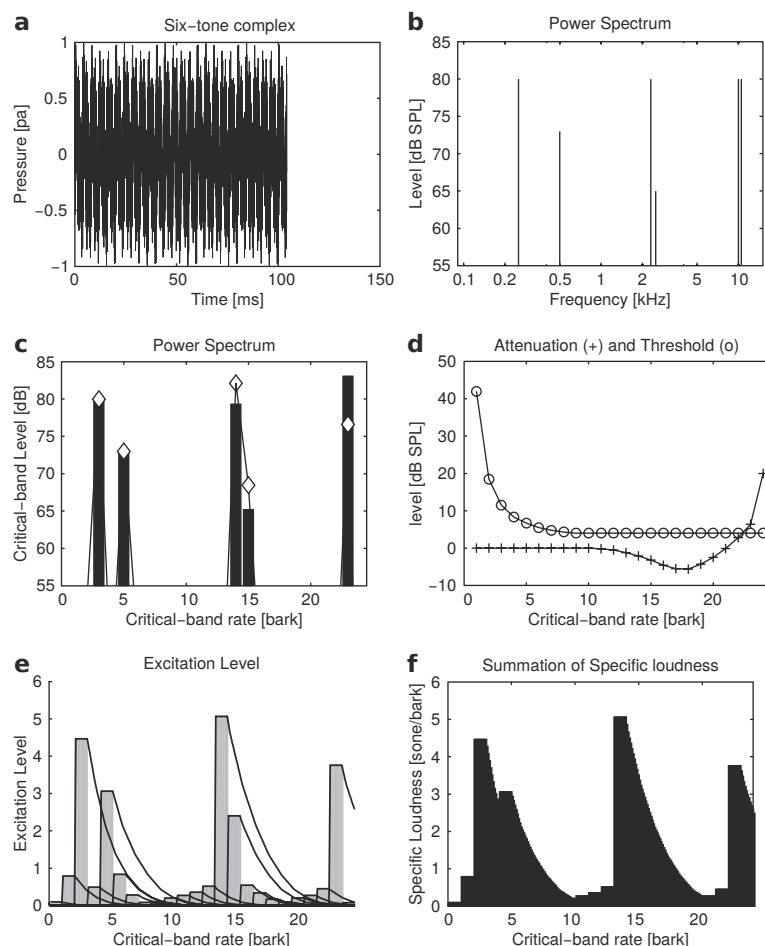 a
Six−tone complex
Pressure [pa]
1
0.5
0
−0.5
−1
0
50
100
150
Time [ms]
b
Power Spectrum
Level [dB SPL]
85
80
75
70
65
60
55
0.1
0.2
0.5
1
2
5
10
Frequency [kHz]
c
Power Spectrum
Critical−band Level [dB]
85
80
75
70
65
60
55
0
5
10
15
20
Critical−band rate [bark]
d
Attenuation (+) and Threshold (o)
level [dB SPL]
50
40
30
20
10
0
−10
0
5
10
15
20
Critical−band rate [bark]
e
Excitation Level
Excitation Level
6
5
4
3
2
1
0
0
5
10
15
20
Critical−band rate [bark]
f
Summation of Specific loudness
Specific Loudness [sone/bark]
6
5
4
3
2
1
0
0
5
10
15
20
Critical−band rate [bark]